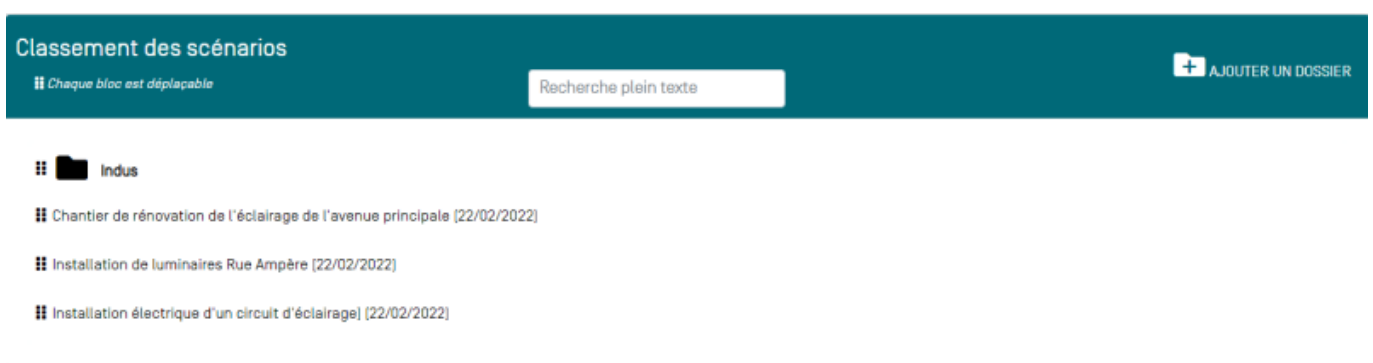 Classement des scénarios
Chaque bloc est déplaçable
Recherche plein texte
AJOUTER UN DOSSIER
Indus
Chantier de rénovation de l'éclairage de l'avenue principale (22/02/2022)
Installation de luminaires Rue Ampère (22/02/2022)
Installation électrique d'un circuit d'éclairage) (22/02/2022)